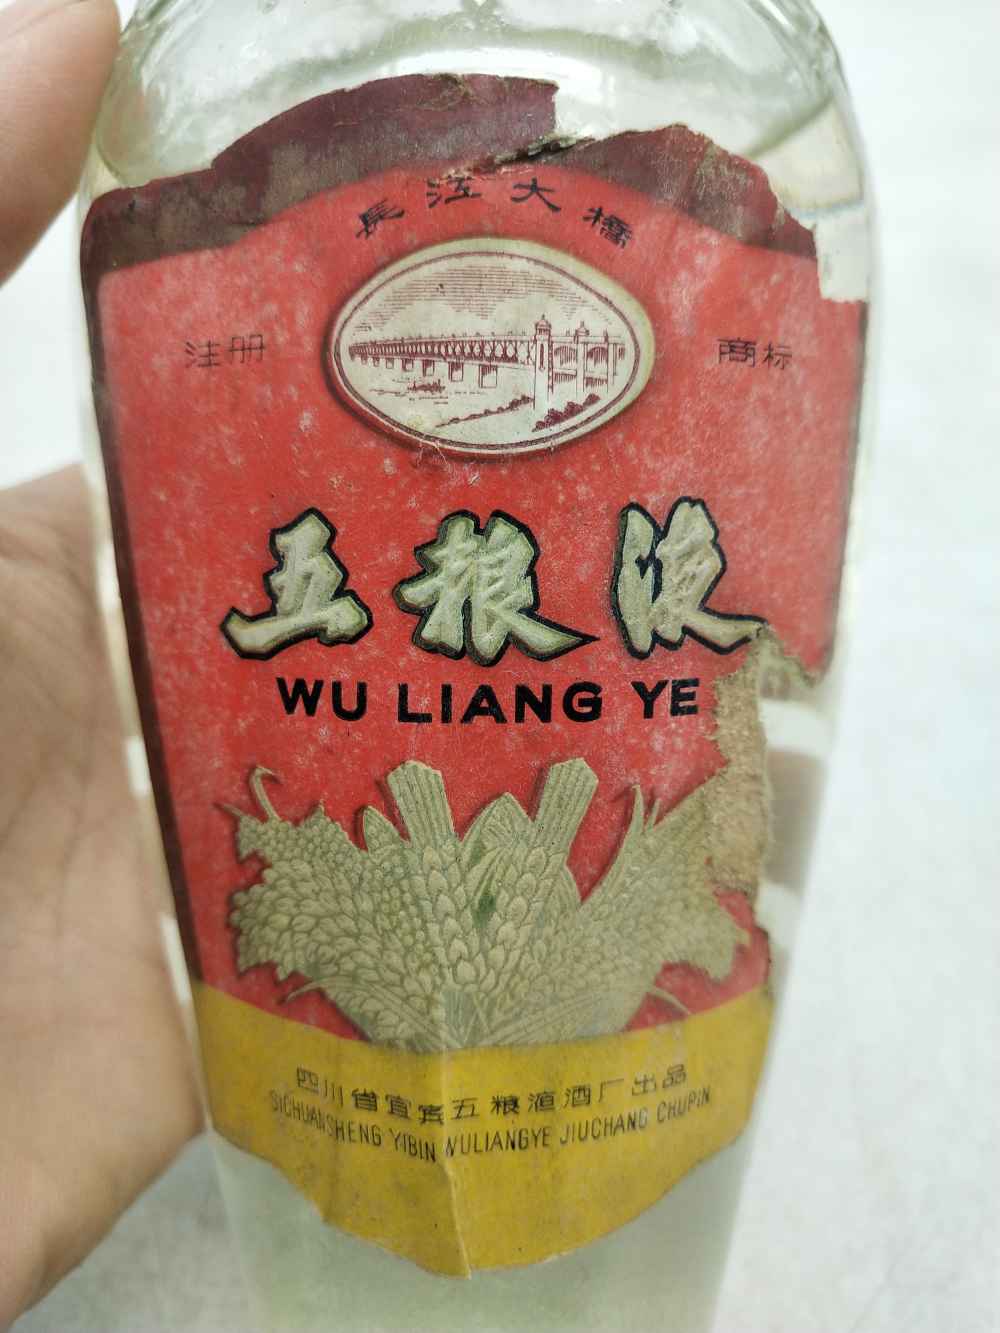 長江大橋
注册 商标
五粮液
WU LIANG YE
四川省宜宾五粮液酒厂出品
SICHUANSHENG YIBIN WULIANGYE JIUCHANG CHUPIN